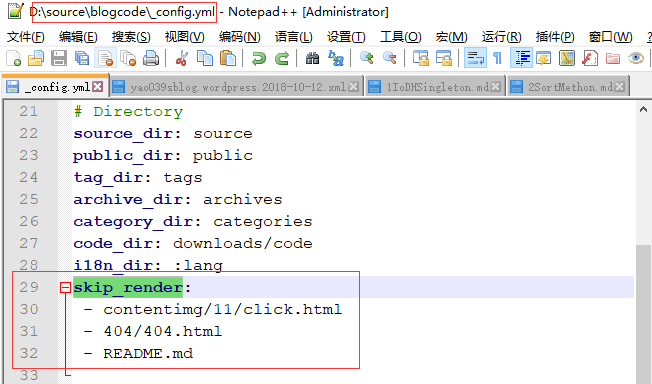 D:\source\blogcode\_config.yml - Notepad++ [Administrator]
文件(F) 编辑(E) 搜索(S) 视图(V) 编码(N) 语言(L) 设置(T) 工具(O) 宏(M) 运行(R) 插件(P) 窗口(W) ?
_config.yml yao039sblog.wordpress.2018-10-12.xml 1IoDHSingleton.md 2SortMethon.md
21 # Directory
22 source_dir: source
23 public_dir: public
24 tag_dir: tags
25 archive_dir: archives
26 category_dir: categories
27 code_dir: downloads/code
28 i18n_dir: :lang
29 skip_render:
30 - contentimg/11/click.html
31 - 404/404.html
32 - README.md
33